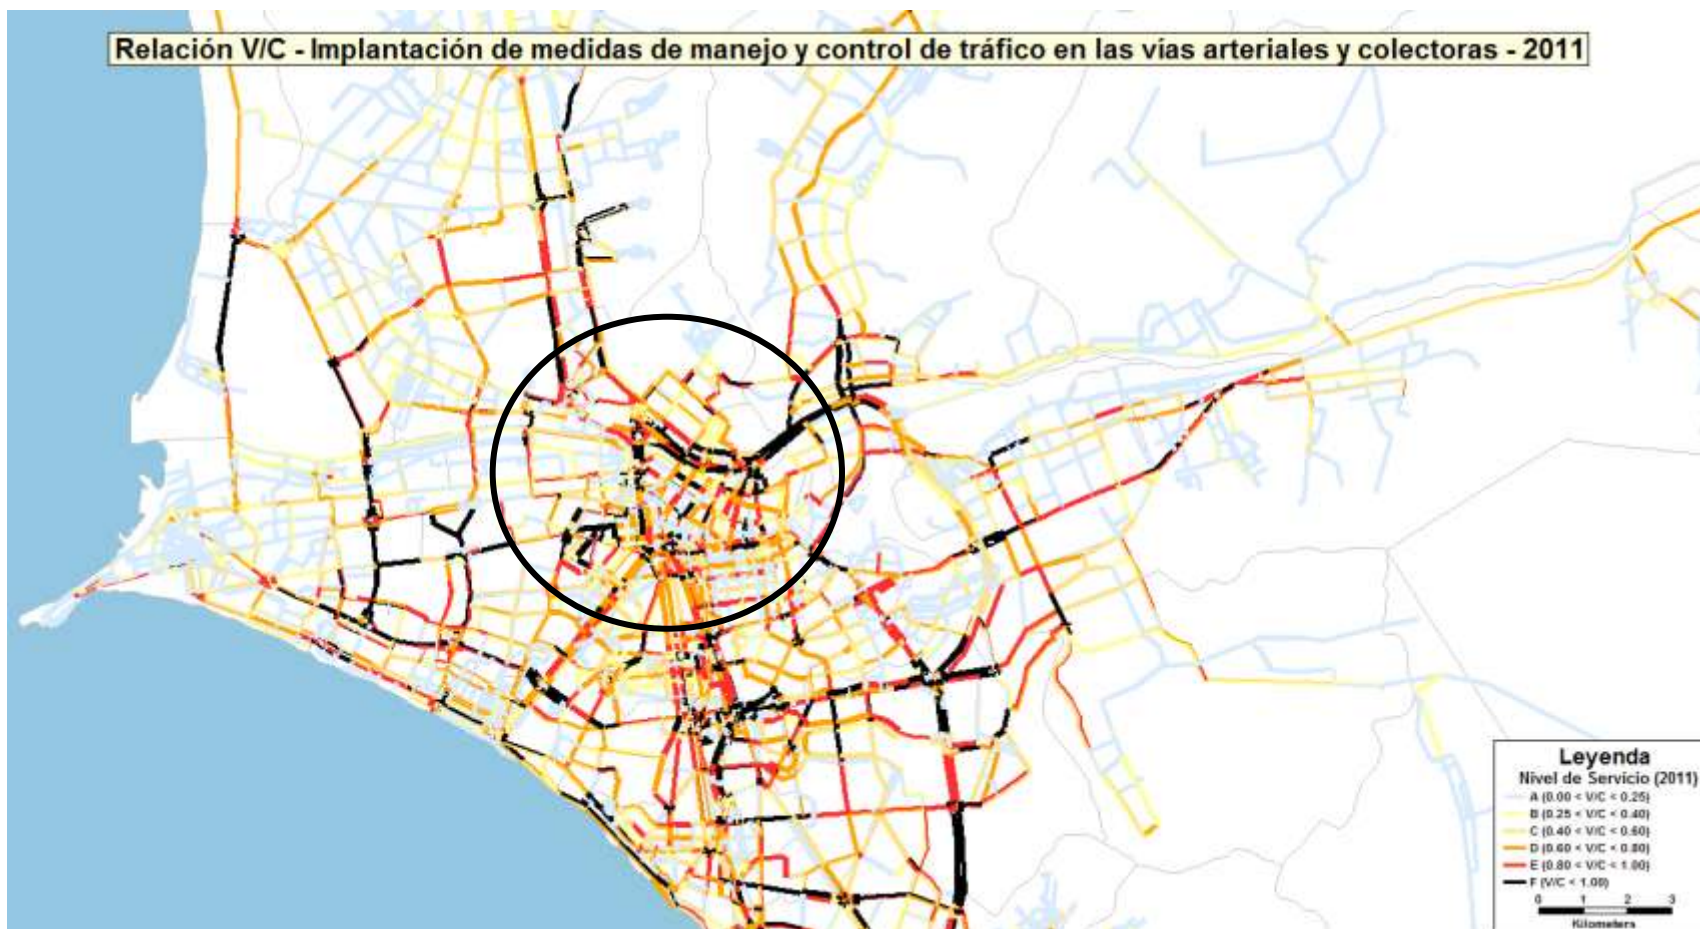 Relación V/C - Implantación de medidas de manejo y control de tráfico en las vías arteriales y colectoras - 2011
Leyenda
Nivel de Servicio (2011)
A (0.00 < V/C < 0.25)
B (0.25 < V/C < 0.40)
C (0.40 < V/C < 0.60)
D (0.60 < V/C < 0.80)
E (0.80 < V/C < 1.00)
F (V/C < 1.00)
0 1 2 3
Kilometers